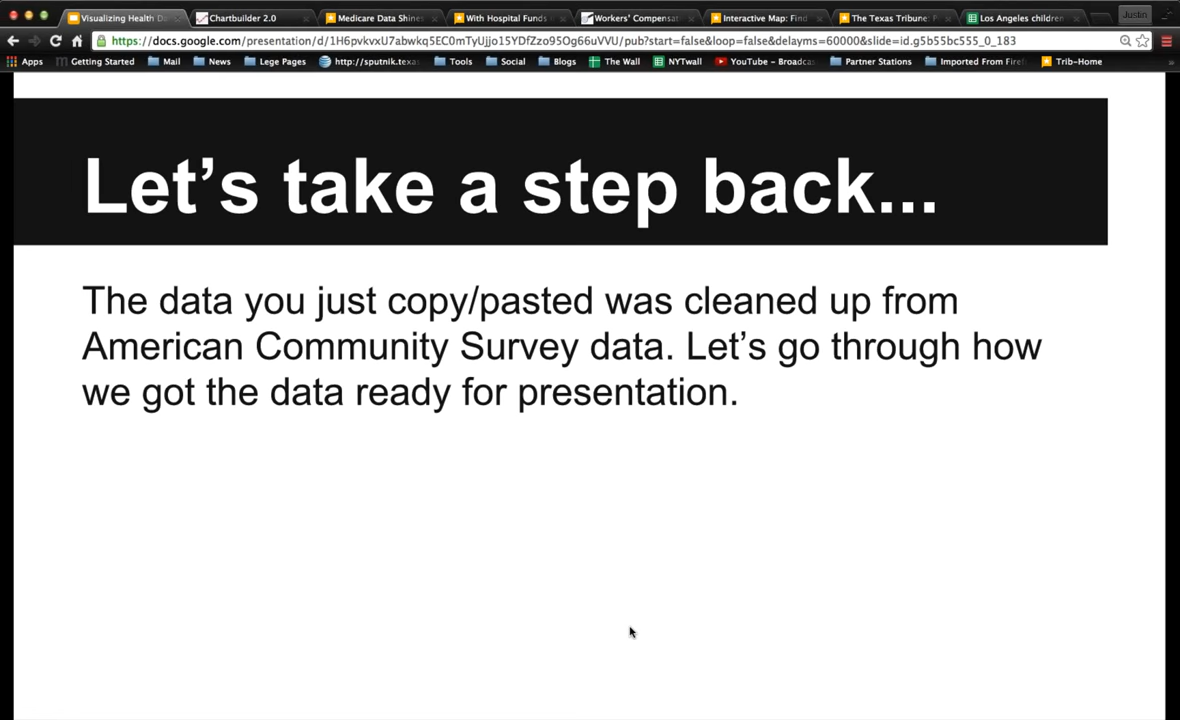 Visualizing Health Da
Chartbuilder 2.0
Medicare Data Shines
With Hospital Funds
Workers' Compensat
Interactive Map: Find
The Texas Tribune:
Los Angeles children
Justin
https://docs.google.com/presentation/d/1H6pvkvxU7abwkq5EC0mTyUjjo15YDfZzo95Og66uVVU/pub?start=false&loop=false&delayms=60000&slide=id.g5b55bc555_0_183
Apps
Getting Started
Mail
News
Lege Pages
http://sputnik.texa
Tools
Social
Blogs
The Wall
NYTwall
YouTube - Broadca
Partner Stations
Imported From Firef
Trib-Home
»
Let's take a step back...
The data you just copy/pasted was cleaned up from
American Community Survey data. Let's go through how
we got the data ready for presentation.